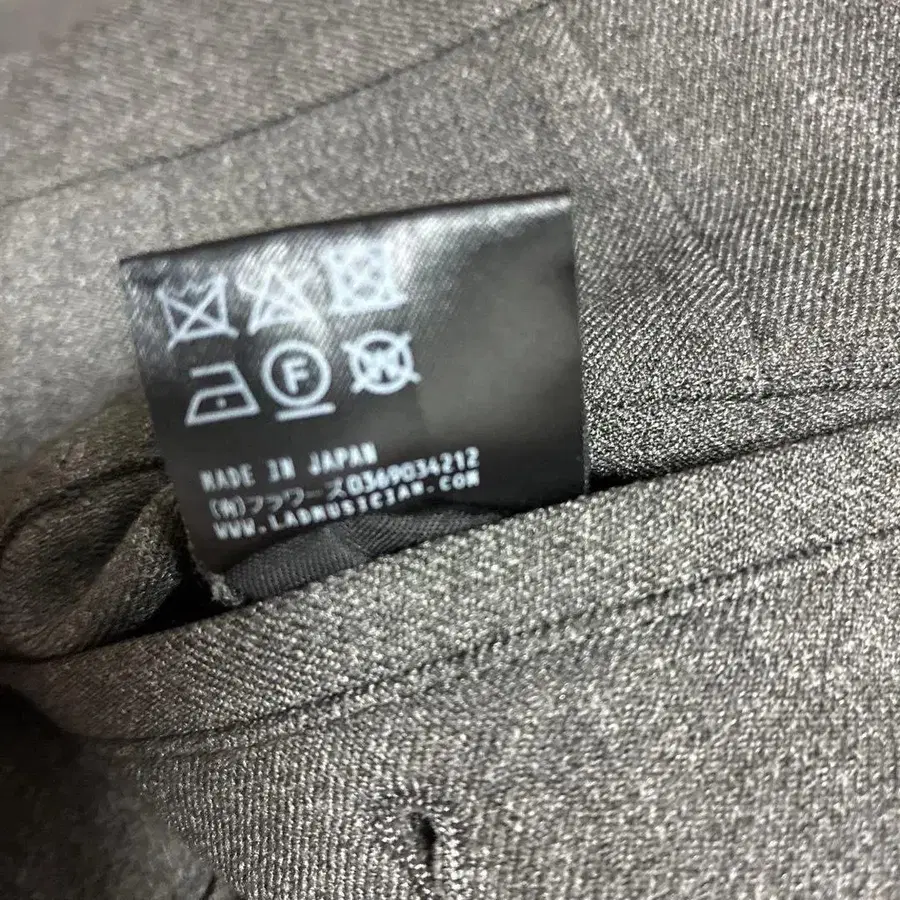 F W
MADE IN JAPAN
(有)フラワーズ0369034212
WWW.LADMUSICIAN.COM